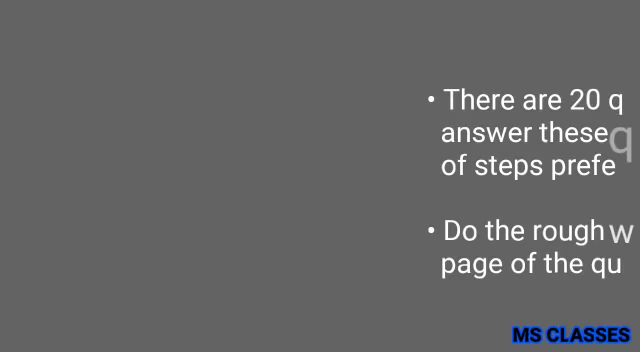 • There are 20 q
answer these q
of steps prefe
• Do the rough w
page of the qu
MS CLASSES